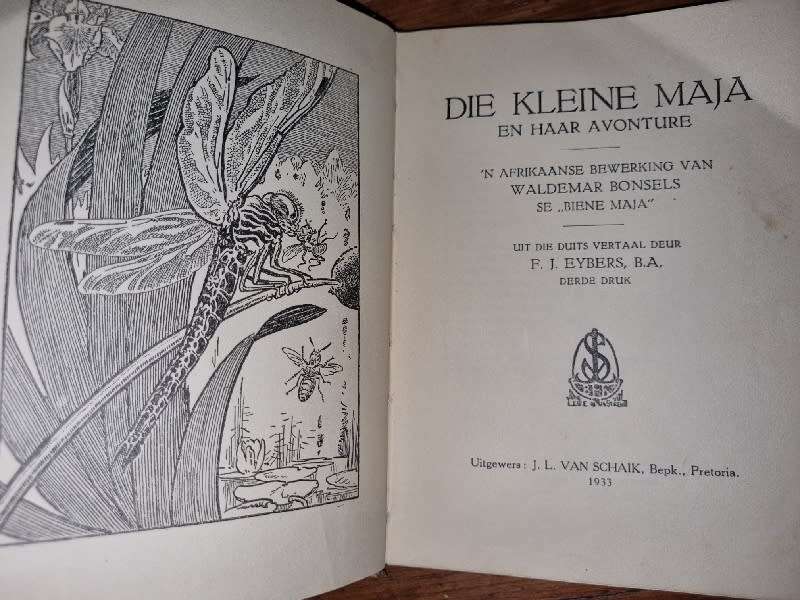 DIE KLEINE MAJA
EN HAAR AVONTURE
'N AFRIKAANSE BEWERKING VAN
WALDEMAR BONSELS
SE „BIENE MAJA"
UIT DIE DUITS VERTAAL DEUR
F. J. EYBERS, B.A,
DERDE DRUK
Uitgewers: J. L. VAN SCHAIK, Bepk., Pretoria.
1933